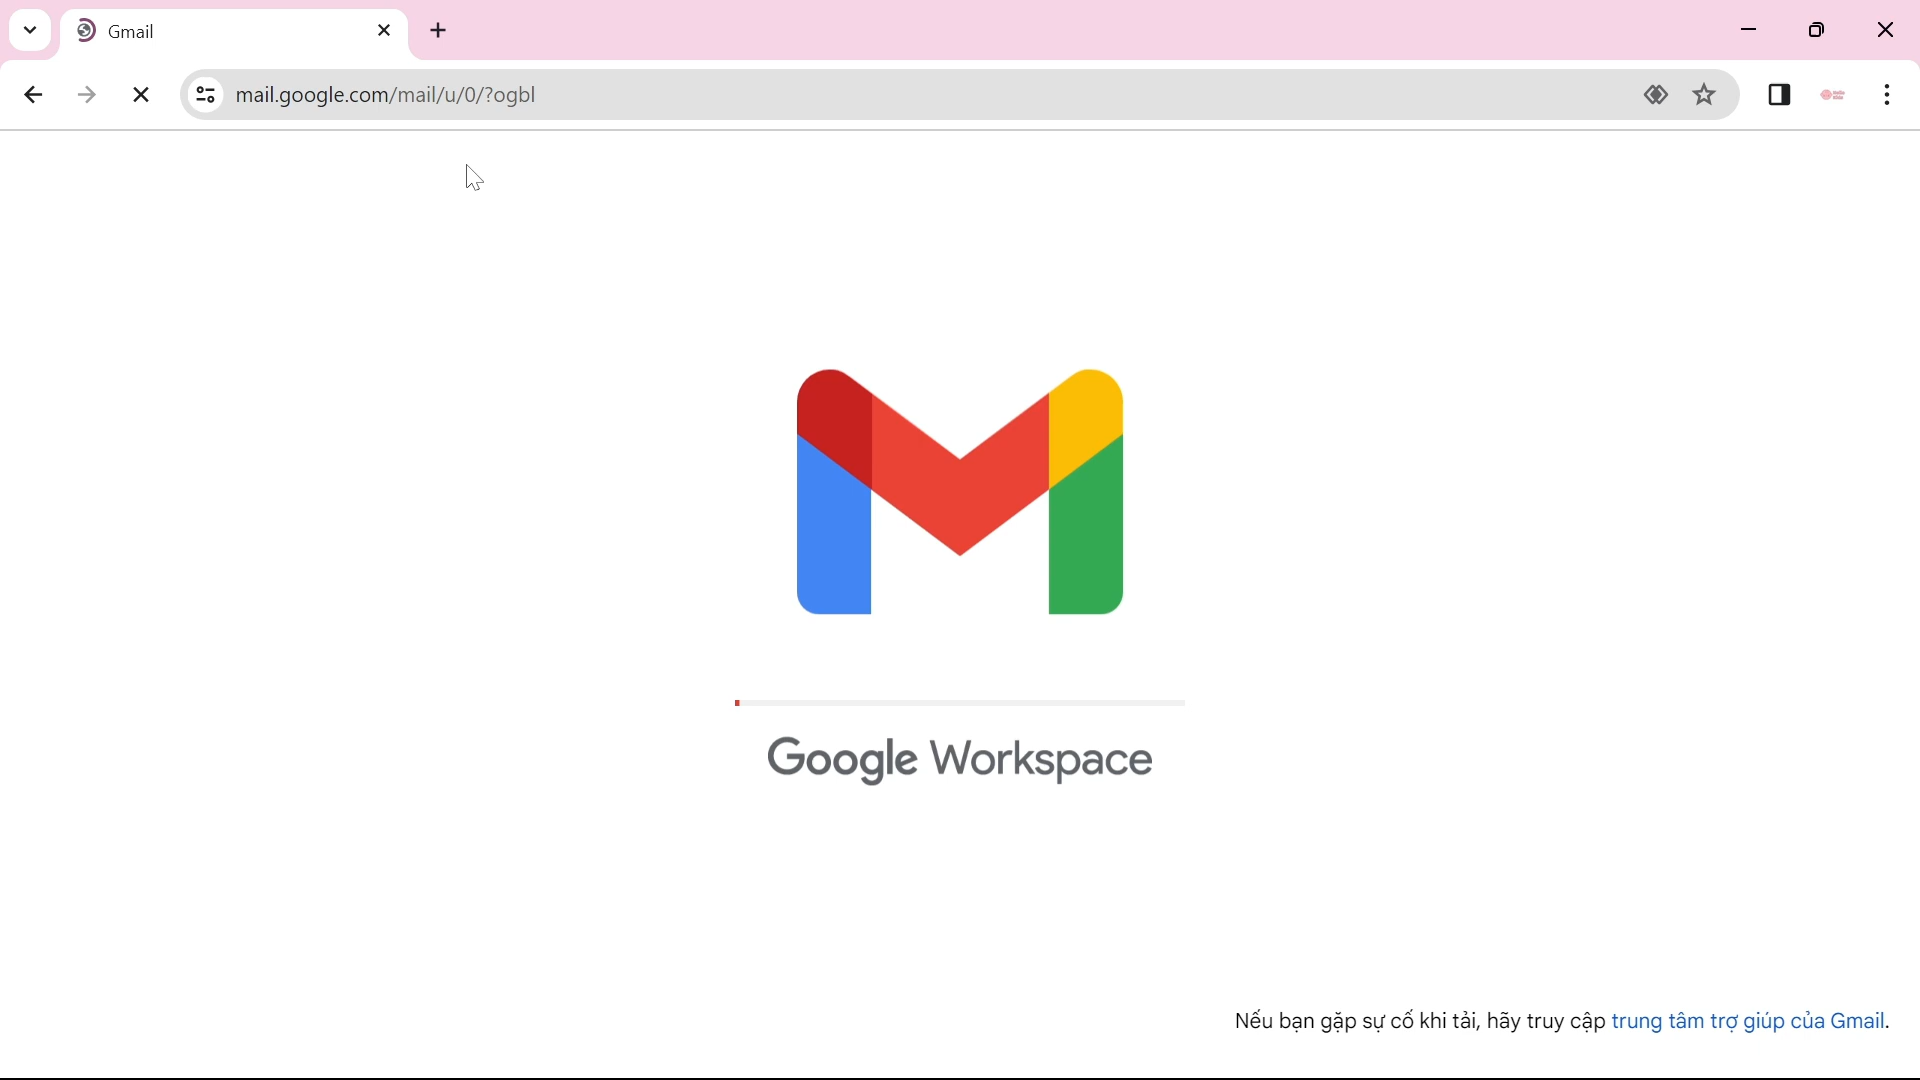 Gmail
mail.google.com/mail/u/0/?ogbl
Google Workspace
Nếu bạn gặp sự cố khi tải, hãy truy cập trung tâm trợ giúp của Gmail.